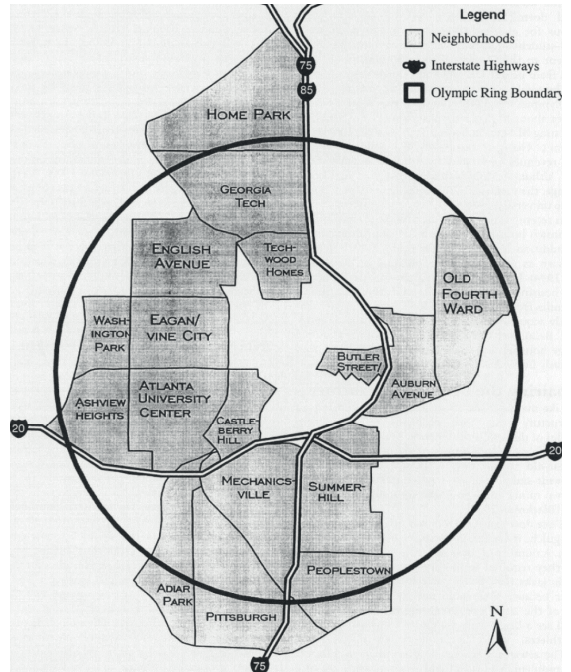 Legend
Neighborhoods
Interstate Highways
Olympic Ring Boundary
75
85
HOME PARK
GEORGIA
TECH
ENGLISH
AVENUE
TECH-
WOOD
HOMES
OLD
FOURTH
WARD
WASH-
INGTON
PARK
EAGAN/
VINE CITY
BUTLER
STREET/
AUBURN
AVENUE
ASHVIEW
HEIGHTS
ATLANTA
UNIVERSITY
CENTER
CASTLE-
BERRY
HILL
20
20
MECHANICS-
VILLE
SUMMER-
HILL
PEOPLESTOWN
ADIAR
PARK
PITTSBURGH
N
75